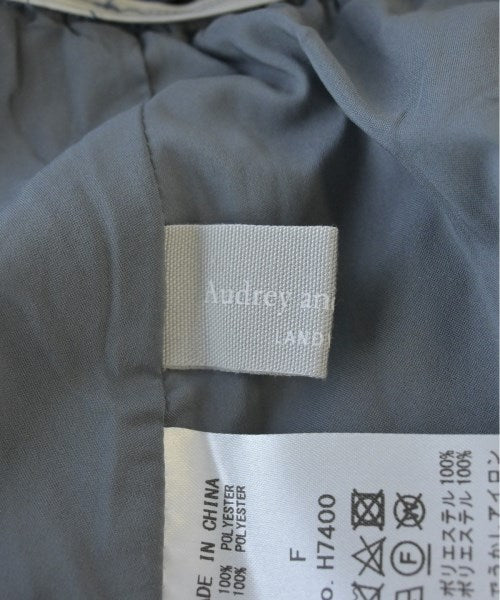 Audrey an
LAND
ADE IN CHINA
100% POLYESTER
100% POLYESTER
F
o. H7400
F
ポリエステル 100%
ポリエステル 100%